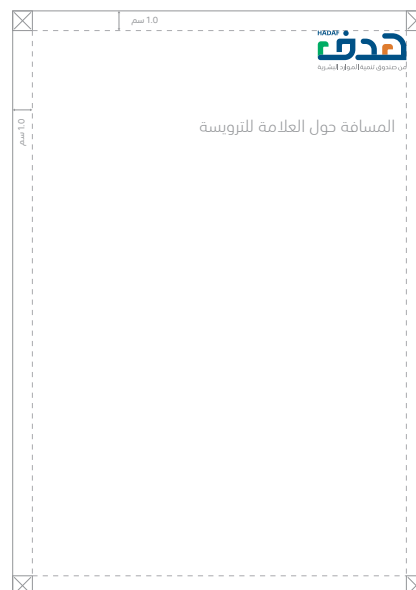 1.0 سم
HADAF
هدف
من صندوق تنمية الموارد البشرية
1.0 سم
المسافة حول العلامة للترويسة